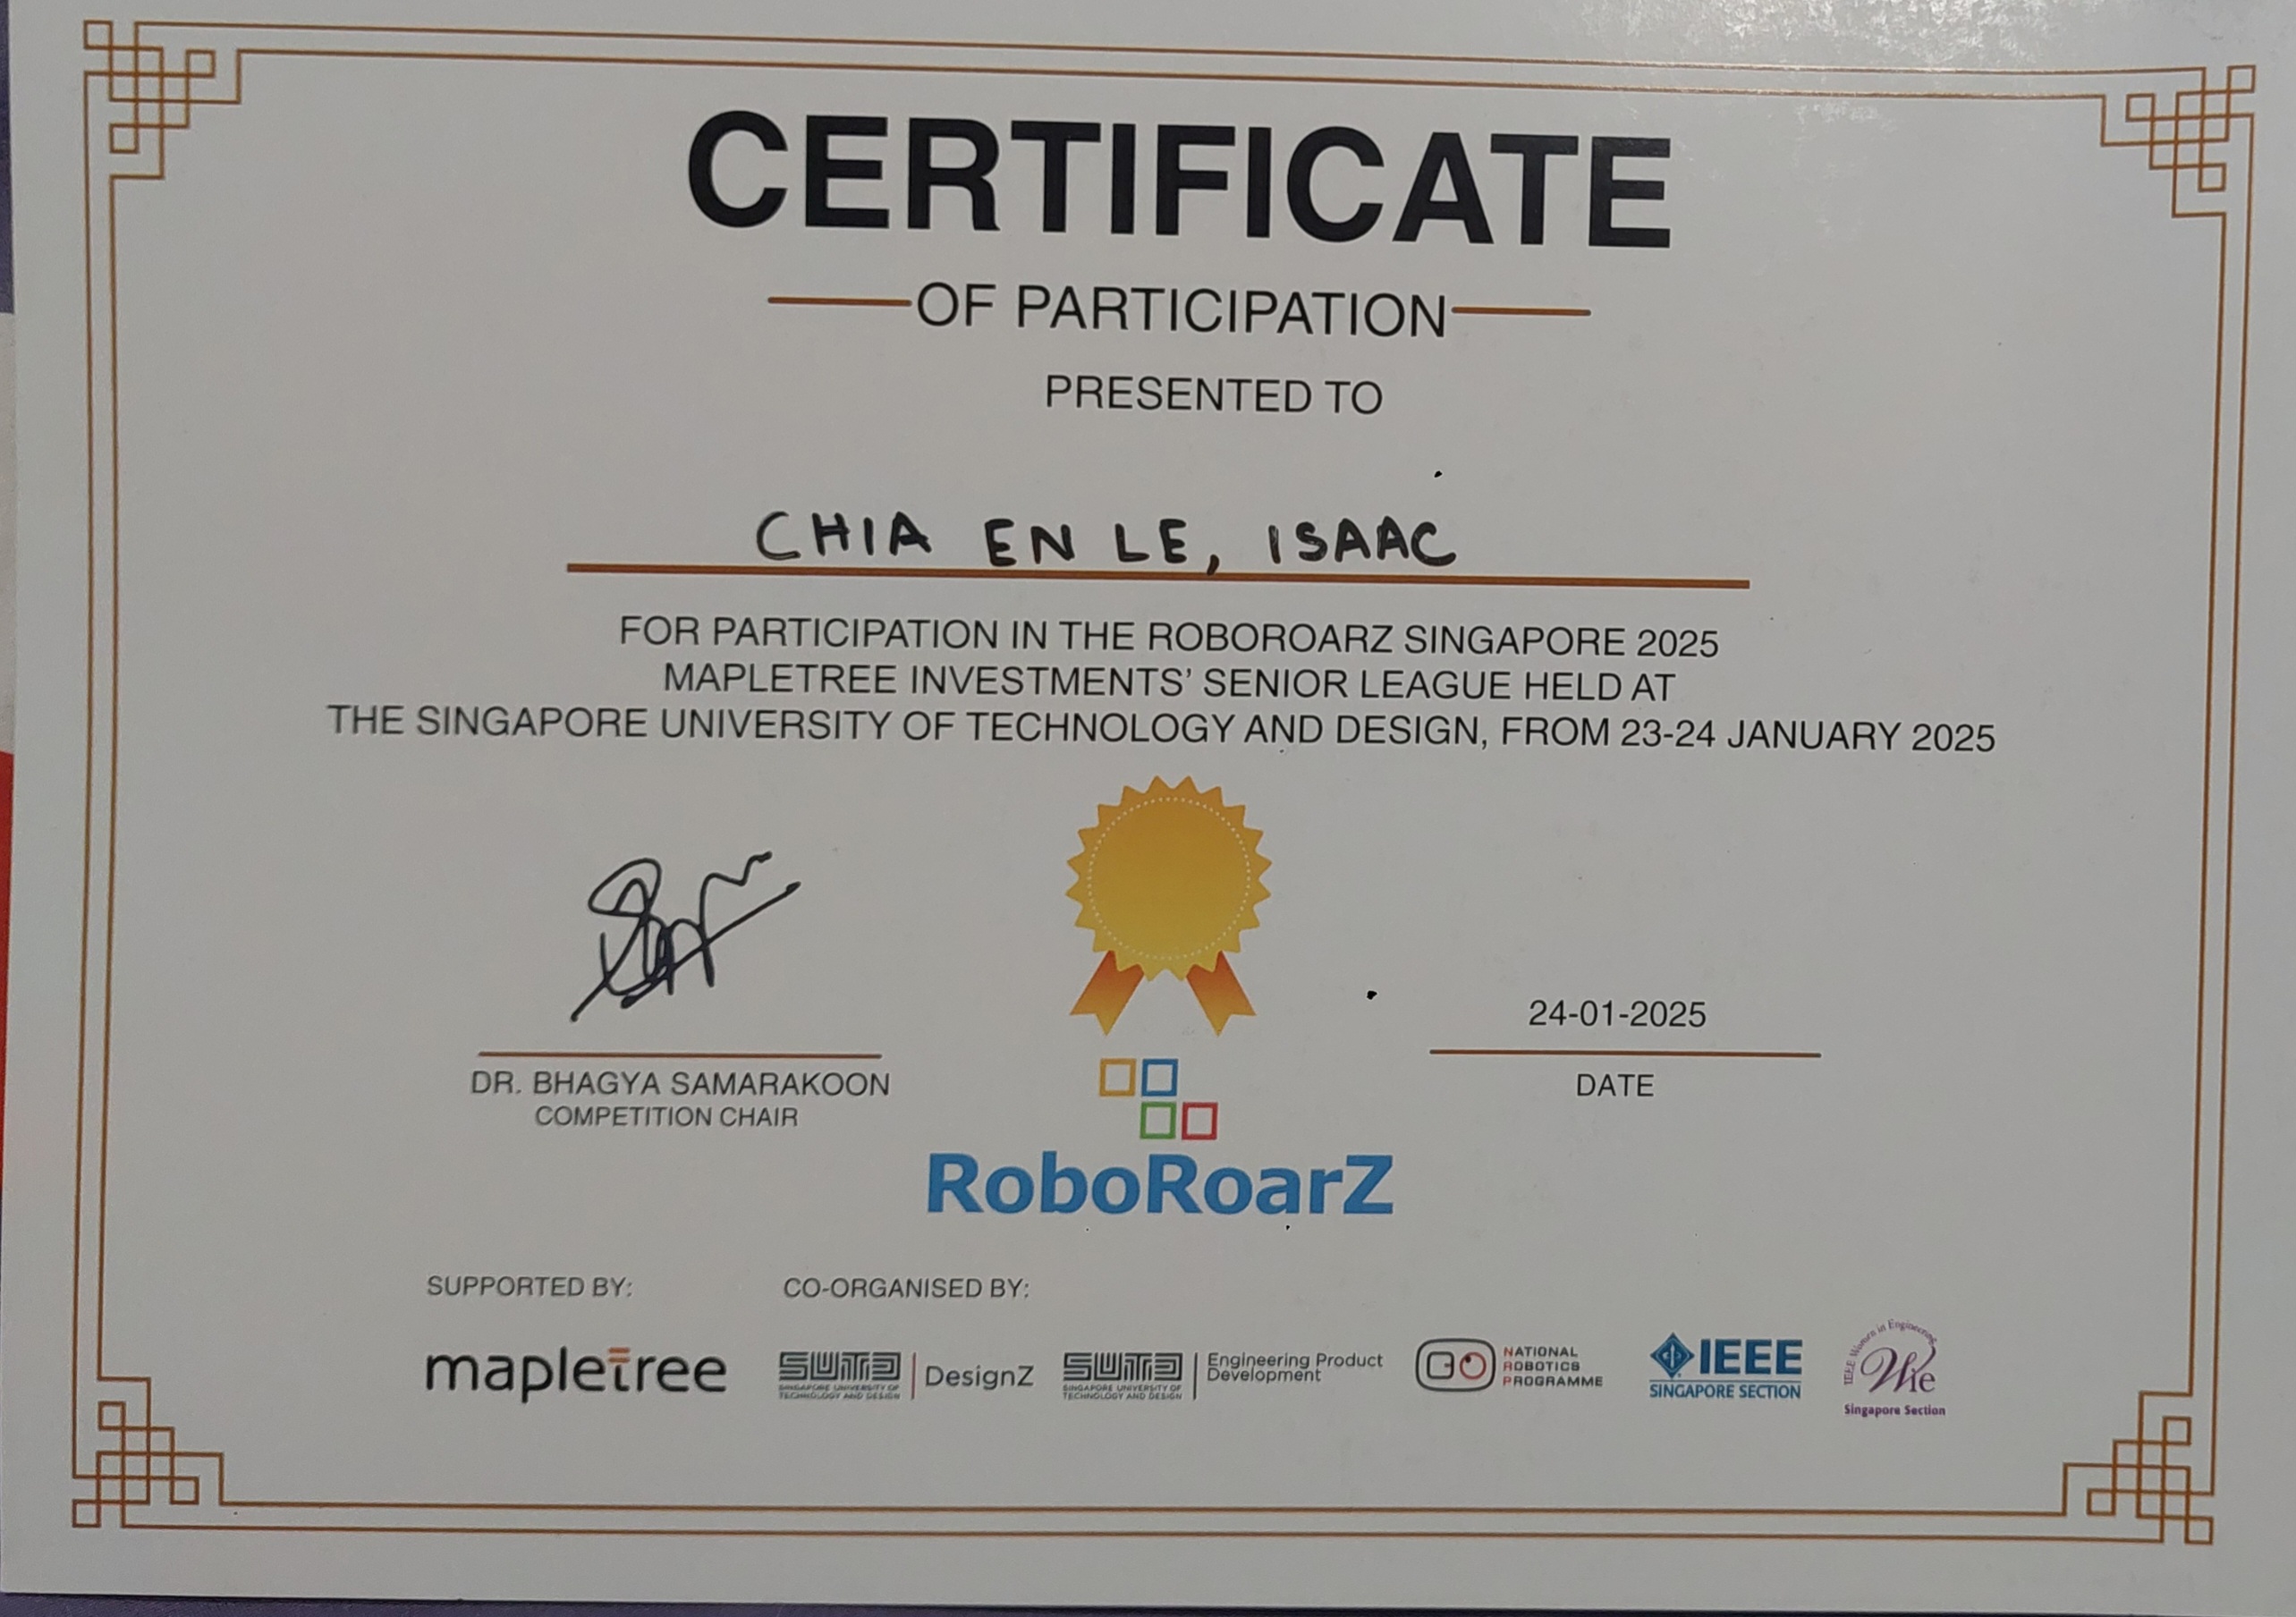 CERTIFICATE
OF PARTICIPATION
PRESENTED TO
CHIA EN LE, ISAAC
FOR PARTICIPATION IN THE ROBOROARZ SINGAPORE 2025
MAPLETREE INVESTMENTS' SENIOR LEAGUE HELD AT
THE SINGAPORE UNIVERSITY OF TECHNOLOGY AND DESIGN, FROM 23-24 JANUARY 2025
24-01-2025
DR. BHAGYA SAMARAKOON
COMPETITION CHAIR
DATE
RoboRoarZ
SUPPORTED BY:
CO-ORGANISED BY:
mapletree
SUTD
SINGAPORE UNIVERSITY OF
TECHNOLOGY AND DESIGN
DesignZ
SUTD
SINGAPORE UNIVERSITY OF
TECHNOLOGY AND DESIGN
Engineering Product
Development
NATIONAL
ROBOTICS
PROGRAMME
IEEE
SINGAPORE SECTION
IEEE Women in Engineering
Wie
Singapore Section